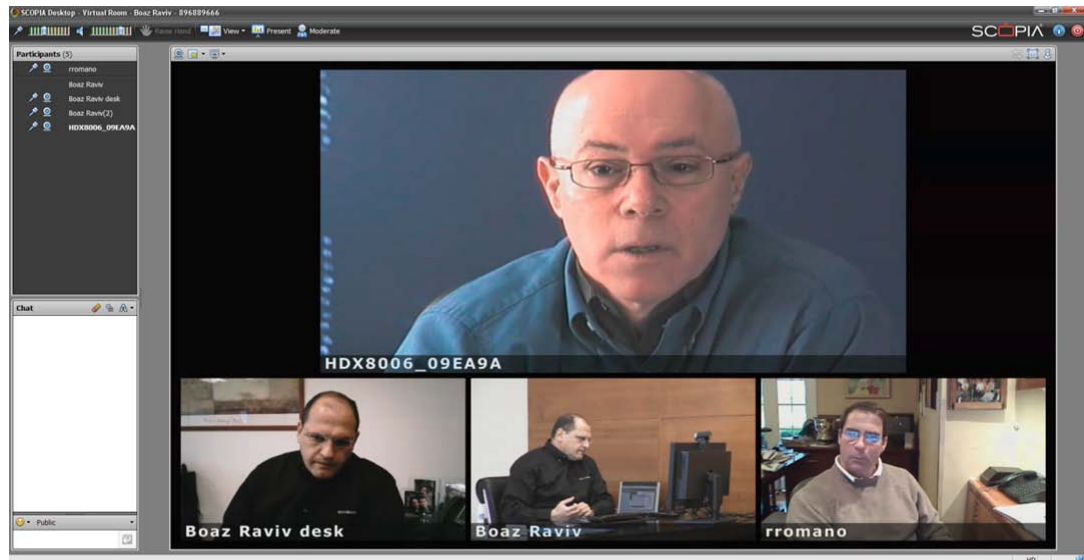 SCOPIA Desktop - Virtual Room - Boaz Raviv - 896889666
Raise Hand View Present Moderate
SCOPIA
Participants (5)
rromano
Boaz Raviv
Boaz Raviv desk
Boaz Raviv(2)
HDX8006_09EA9A
Chat
Public
HDX8006_09EA9A
Boaz Raviv desk
Boaz Raviv
rromano